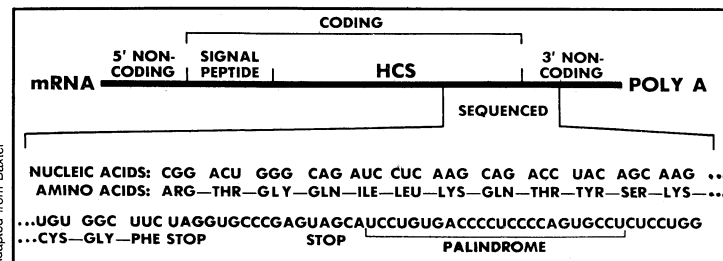 CODING
5' NON-CODING SIGNAL PEPTIDE HCS 3' NON-CODING
mRNA POLY A
SEQUENCED
NUCLEIC ACIDS: CGG ACU GGG CAG AUC CUC AAG CAG ACC UAC AGC AAG ...
AMINO ACIDS: ARG—THR—GLY—GLN—ILE—LEU—LYS—GLN—THR—TYR—SER—LYS—...
...UGU GGC UUC UAGGUGCCCGAGUAGCAUCCUGUGACCCCUCCCCAGUGCCUCUCCUGG
...CYS—GLY—PHE STOP STOP PALINDROME